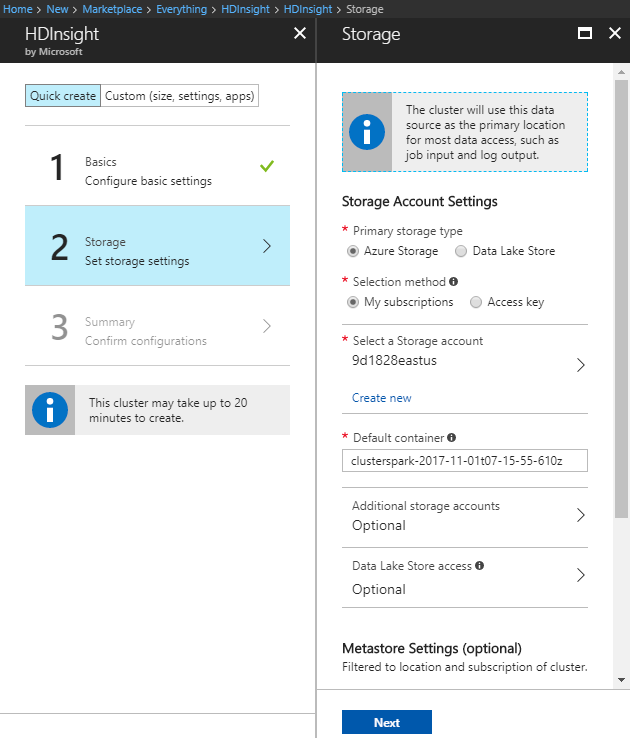 Home > New > Marketplace > Everything > HDInsight > HDInsight > Storage
HDInsight
by Microsoft
Quick create
Custom (size, settings, apps)
1
Basics
Configure basic settings
2
Storage
Set storage settings
3
Summary
Confirm configurations
This cluster may take up to 20
minutes to create.
Storage
The cluster will use this data
source as the primary location
for most data access, such as
job input and log output.
Storage Account Settings
* Primary storage type
Azure Storage
Data Lake Store
* Selection method
My subscriptions
Access key
* Select a Storage account
9d1828eastus
Create new
* Default container
clusterspark-2017-11-01t07-15-55-610z
Additional storage accounts
Optional
Data Lake Store access
Optional
Metastore Settings (optional)
Filtered to location and subscription of cluster.
Next